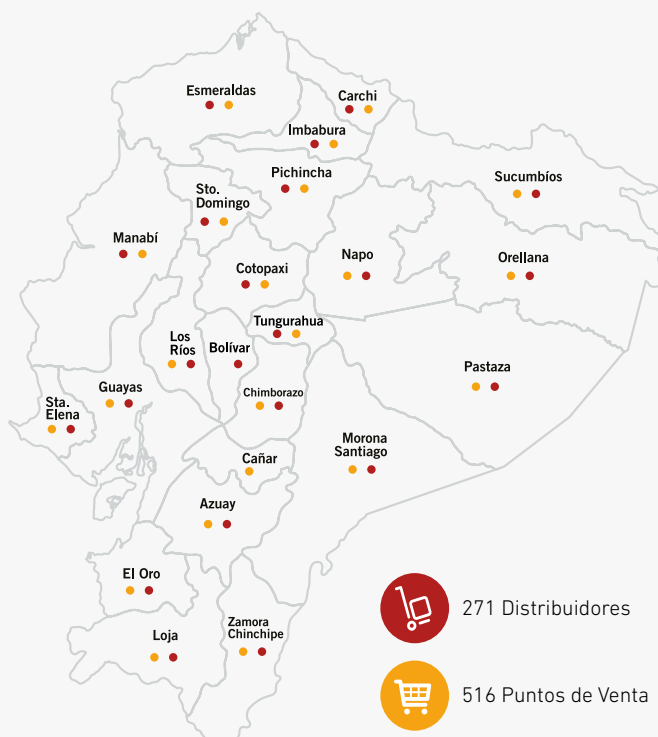 Esmeraldas
Carchi
Imbabura
Pichincha
Sucumbíos
Sto.
Domingo
Manabí
Napo
Orellana
Cotopaxi
Tungurahua
Los
Ríos
Bolívar
Pastaza
Guayas
Chimborazo
Sta.
Elena
Morona
Santiago
Cañar
Azuay
El Oro
Zamora
Chinchipe
Loja
271 Distribuidores
516 Puntos de Venta